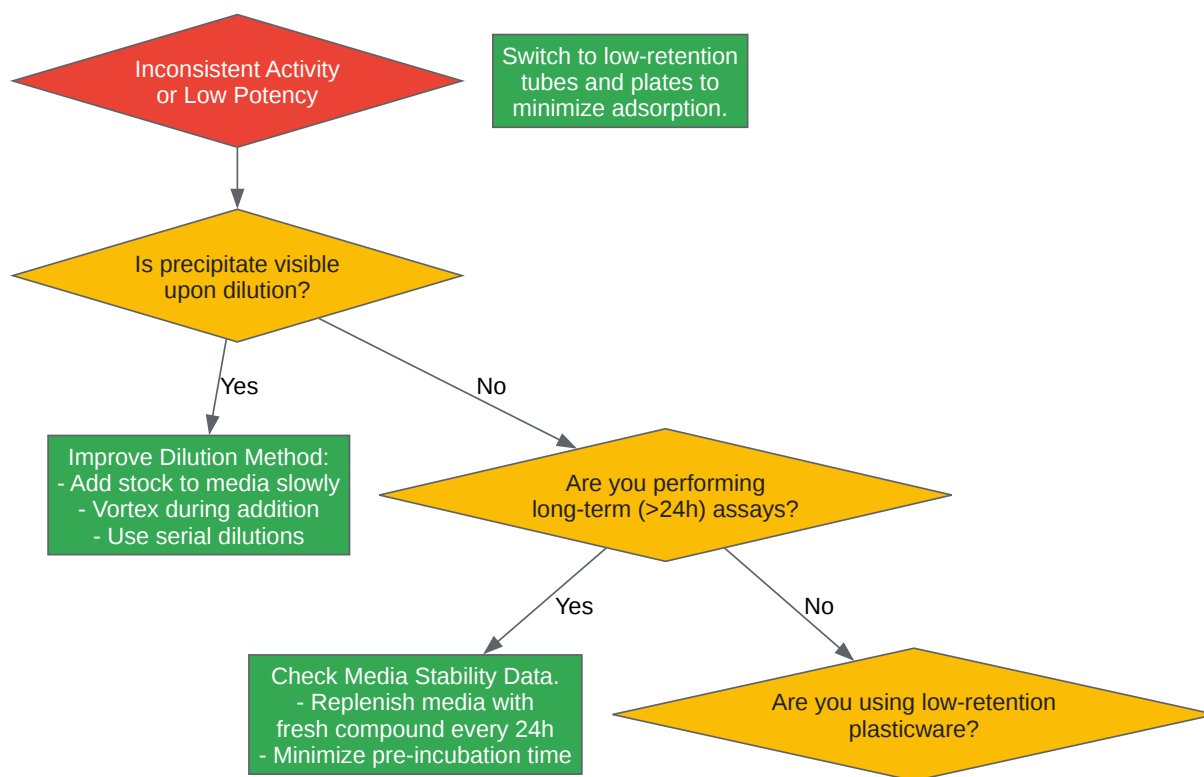 Inconsistent Activity
or Low Potency
Switch to low-retention
tubes and plates to
minimize adsorption.
Is precipitate visible
upon dilution?
Yes
No
Improve Dilution Method:
- Add stock to media slowly
- Vortex during addition
- Use serial dilutions
Are you performing
long-term (>24h) assays?
Yes
No
Check Media Stability Data.
- Replenish media with
fresh compound every 24h
- Minimize pre-incubation time
Are you using low-retention
plasticware?